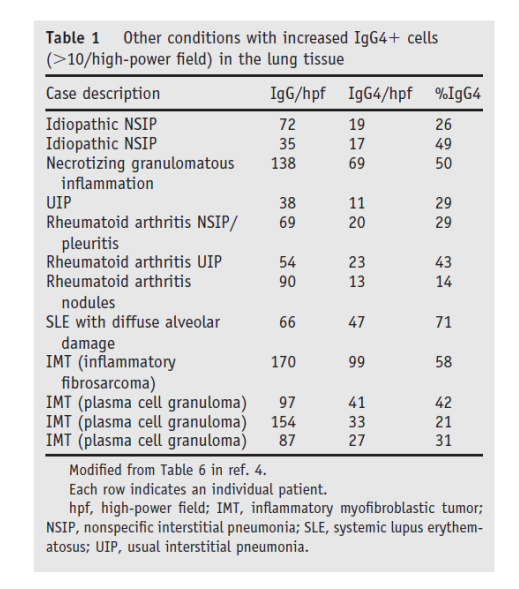 Table 1 Other conditions with increased IgG4+ cells
(>10/high-power field) in the lung tissue
Case description IgG/hpf IgG4/hpf %IgG4
Idiopathic NSIP 72 19 26
Idiopathic NSIP 35 17 49
Necrotizing granulomatous 138 69 50
inflammation
UIP 38 11 29
Rheumatoid arthritis NSIP/ 69 20 29
pleuritis
Rheumatoid arthritis UIP 54 23 43
Rheumatoid arthritis 90 13 14
nodules
SLE with diffuse alveolar 66 47 71
damage
IMT (inflammatory 170 99 58
fibrosarcoma)
IMT (plasma cell granuloma) 97 41 42
IMT (plasma cell granuloma) 154 33 21
IMT (plasma cell granuloma) 87 27 31
Modified from Table 6 in ref. 4.
Each row indicates an individual patient.
hpf, high-power field; IMT, inflammatory myofibroblastic tumor;
NSIP, nonspecific interstitial pneumonia; SLE, systemic lupus erythem-
atosus; UIP, usual interstitial pneumonia.